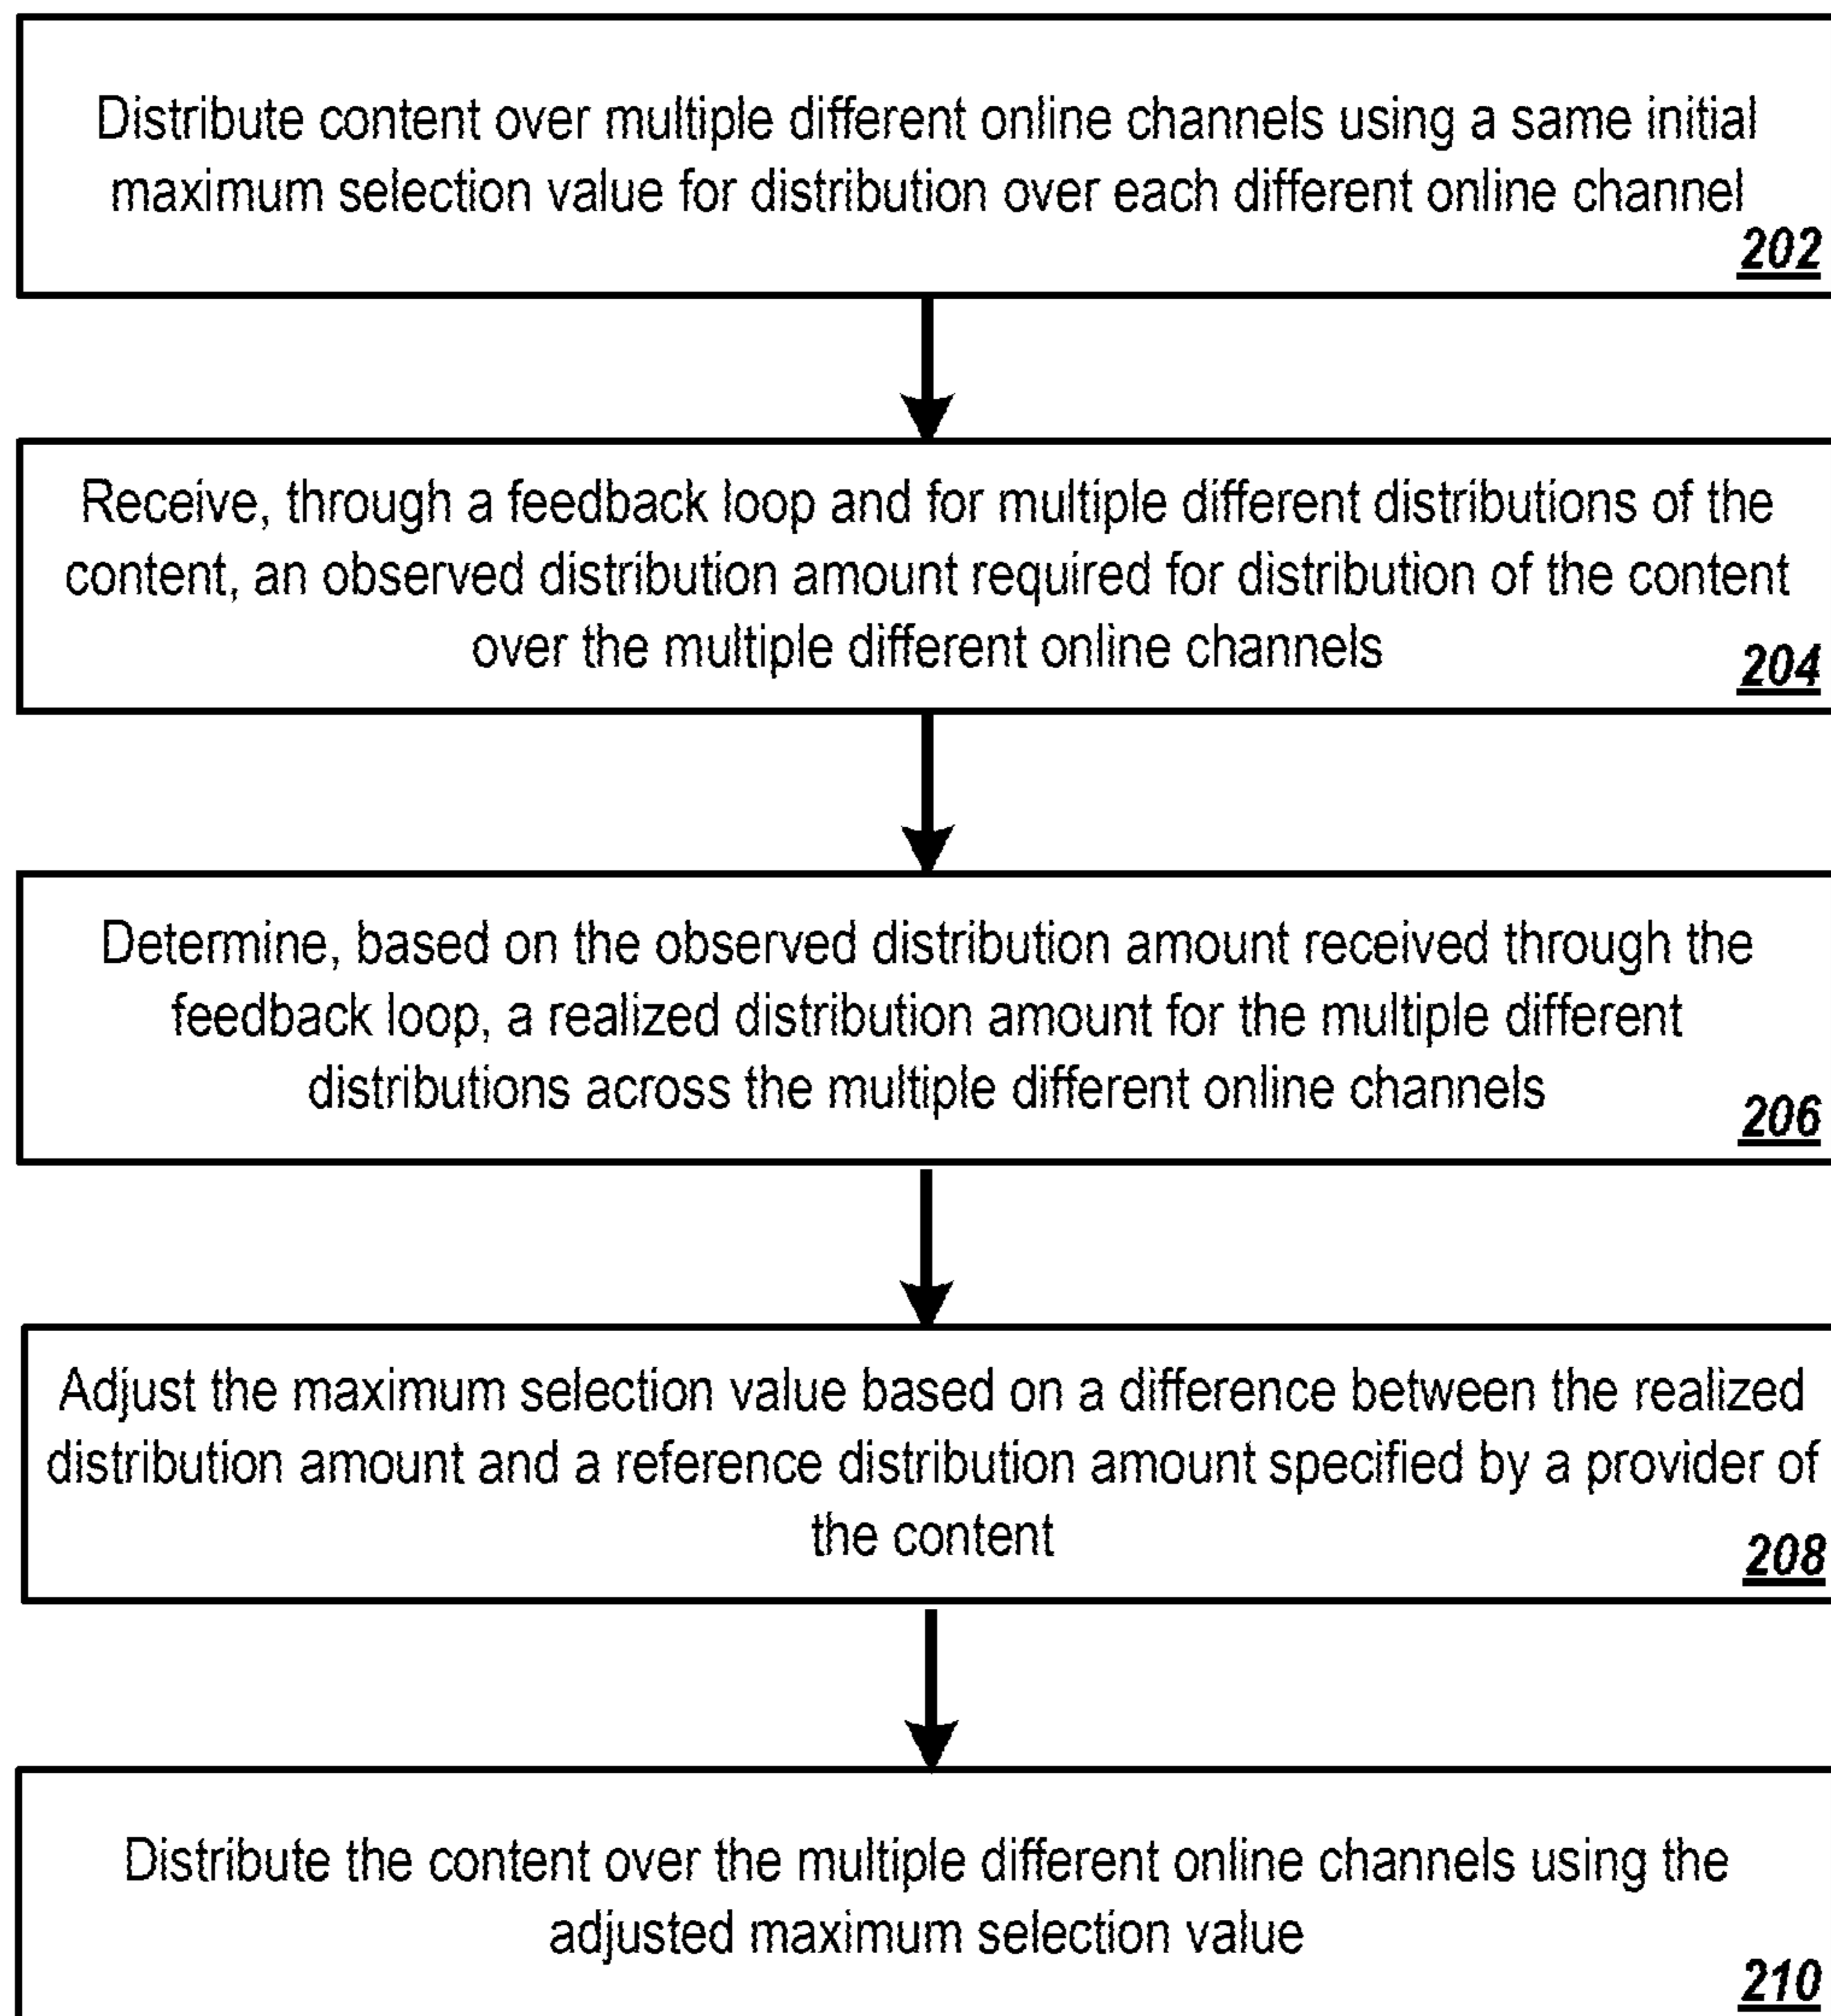 Distribute content over multiple different online channels using a same initial
maximum selection value for distribution over each different online channel
202
Receive, through a feedback loop and for multiple different distributions of the
content, an observed distribution amount required for distribution of the content
over the multiple different online channels
204
Determine, based on the observed distribution amount received through the
feedback loop, a realized distribution amount for the multiple different
distributions across the multiple different online channels
206
Adjust the maximum selection value based on a difference between the realized
distribution amount and a reference distribution amount specified by a provider of
the content
208
Distribute the content over the multiple different online channels using the
adjusted maximum selection value
210